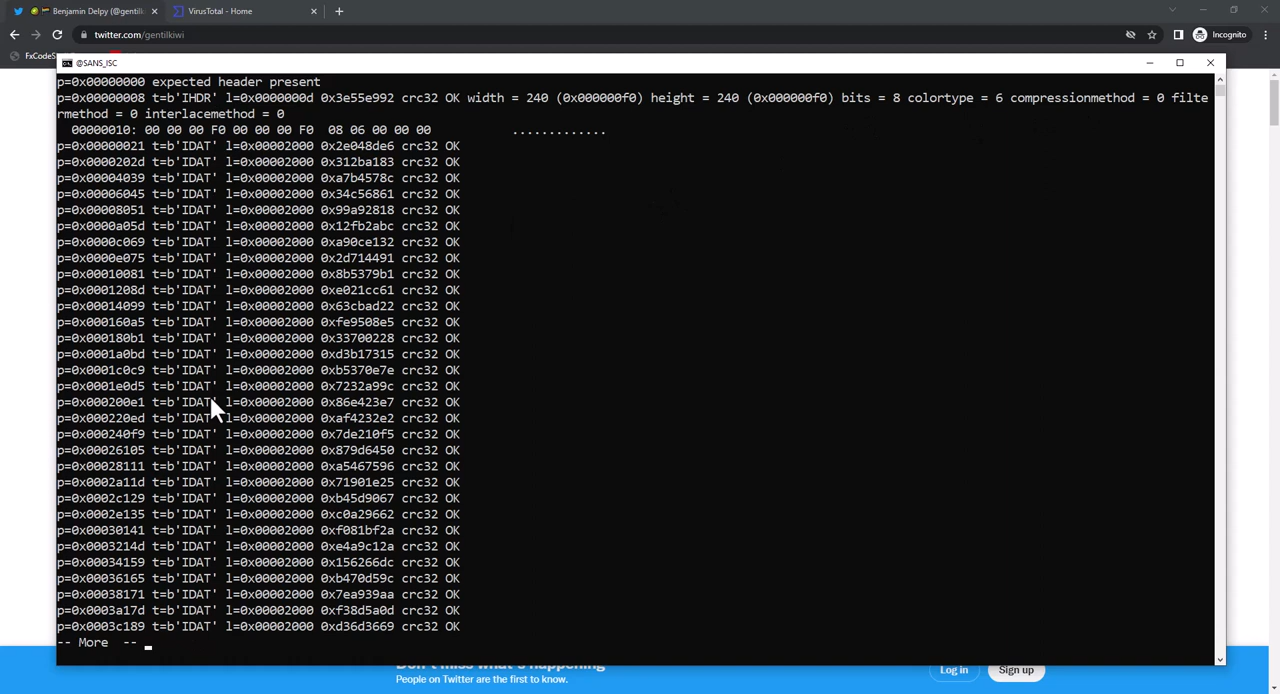 Benjamin Delpy (@gentilki
VirusTotal - Home
twitter.com/gentilkiwi
Incognito
FxCodeS
@SANS_ISC
p=0x00000000 expected header present
p=0x00000008 t=b'IHDR' l=0x0000000d 0x3e55e992 crc32 OK width = 240 (0x000000f0) height = 240 (0x000000f0) bits = 8 colortype = 6 compressionmethod = 0 filte
rmethod = 0 interlacemethod = 0
00000010: 00 00 00 F0 00 00 00 F0  08 06 00 00 00 .............
p=0x00000021 t=b'IDAT' l=0x00002000 0x2e048de6 crc32 OK
p=0x0000202d t=b'IDAT' l=0x00002000 0x312ba183 crc32 OK
p=0x00004039 t=b'IDAT' l=0x00002000 0xa7b4578c crc32 OK
p=0x00006045 t=b'IDAT' l=0x00002000 0x34c56861 crc32 OK
p=0x00008051 t=b'IDAT' l=0x00002000 0x99a92818 crc32 OK
p=0x0000a05d t=b'IDAT' l=0x00002000 0x12fb2abc crc32 OK
p=0x0000c069 t=b'IDAT' l=0x00002000 0xa90ce132 crc32 OK
p=0x0000e075 t=b'IDAT' l=0x00002000 0x2d714491 crc32 OK
p=0x00010081 t=b'IDAT' l=0x00002000 0x8b5379b1 crc32 OK
p=0x0001208d t=b'IDAT' l=0x00002000 0xe021cc61 crc32 OK
p=0x00014099 t=b'IDAT' l=0x00002000 0x63cbad22 crc32 OK
p=0x000160a5 t=b'IDAT' l=0x00002000 0xfe9508e5 crc32 OK
p=0x000180b1 t=b'IDAT' l=0x00002000 0x33700228 crc32 OK
p=0x0001a0bd t=b'IDAT' l=0x00002000 0xd3b17315 crc32 OK
p=0x0001c0c9 t=b'IDAT' l=0x00002000 0xb5370e7e crc32 OK
p=0x0001e0d5 t=b'IDAT' l=0x00002000 0x7232a99c crc32 OK
p=0x000200e1 t=b'IDAT' l=0x00002000 0x86e423e7 crc32 OK
p=0x000220ed t=b'IDAT' l=0x00002000 0xaf4232e2 crc32 OK
p=0x000240f9 t=b'IDAT' l=0x00002000 0x7de210f5 crc32 OK
p=0x00026105 t=b'IDAT' l=0x00002000 0x879d6450 crc32 OK
p=0x00028111 t=b'IDAT' l=0x00002000 0xa5467596 crc32 OK
p=0x0002a11d t=b'IDAT' l=0x00002000 0x71901e25 crc32 OK
p=0x0002c129 t=b'IDAT' l=0x00002000 0xb45d9067 crc32 OK
p=0x0002e135 t=b'IDAT' l=0x00002000 0xc0a29662 crc32 OK
p=0x00030141 t=b'IDAT' l=0x00002000 0xf081bf2a crc32 OK
p=0x0003214d t=b'IDAT' l=0x00002000 0xe4a9c12a crc32 OK
p=0x00034159 t=b'IDAT' l=0x00002000 0x156266dc crc32 OK
p=0x00036165 t=b'IDAT' l=0x00002000 0xb470d59c crc32 OK
p=0x00038171 t=b'IDAT' l=0x00002000 0x7ea939aa crc32 OK
p=0x0003a17d t=b'IDAT' l=0x00002000 0xf38d5a0d crc32 OK
p=0x0003c189 t=b'IDAT' l=0x00002000 0xd36d3669 crc32 OK
-- More  --
Don't miss what's happening
People on Twitter are the first to know.
Log in
Sign up